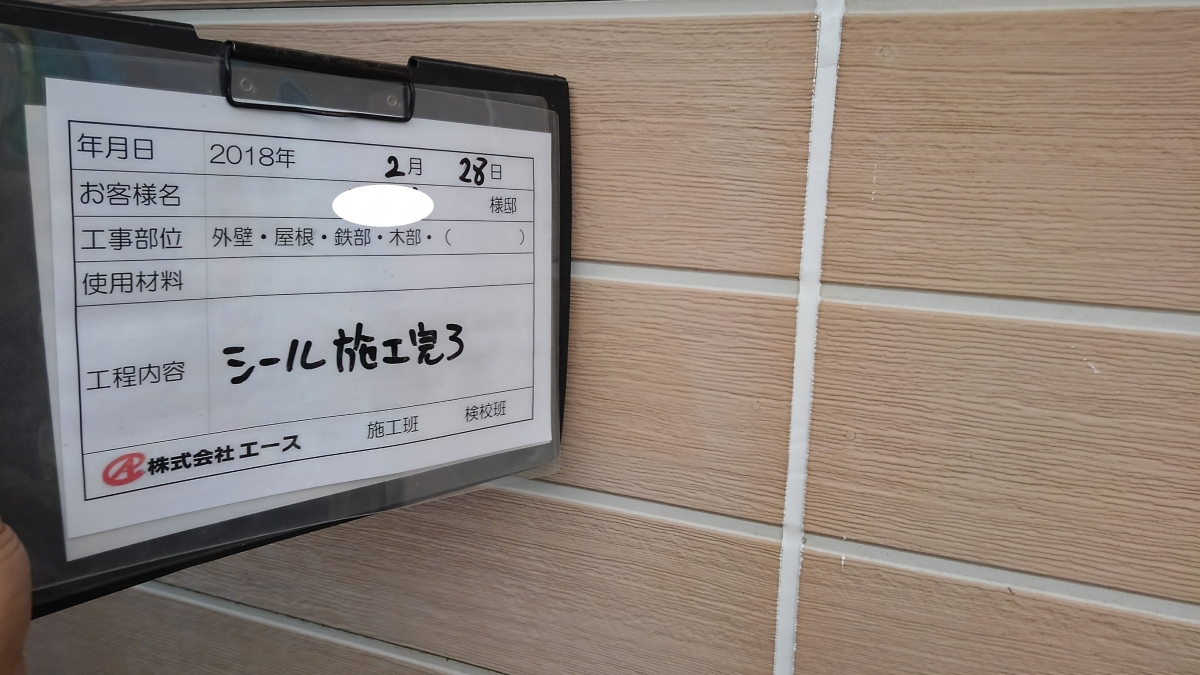 年月日 2018年 2月 28日
お客様名 様邸
工事部位 外壁・屋根・鉄部・木部・（ ）
使用材料
工程内容 シール施工完了
施工班 検校班
株式会社エース